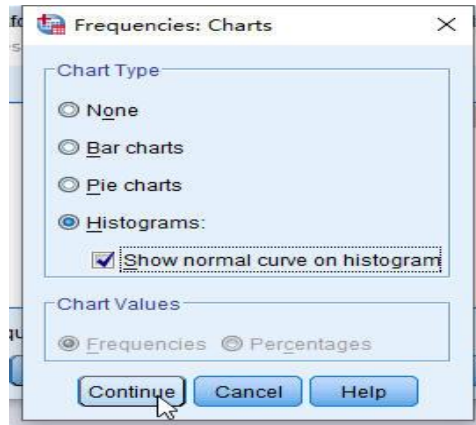 Frequencies: Charts
Chart Type
None
Bar charts
Pie charts
Histograms:
Show normal curve on histogram
Chart Values
Frequencies Percentages
Continue Cancel Help